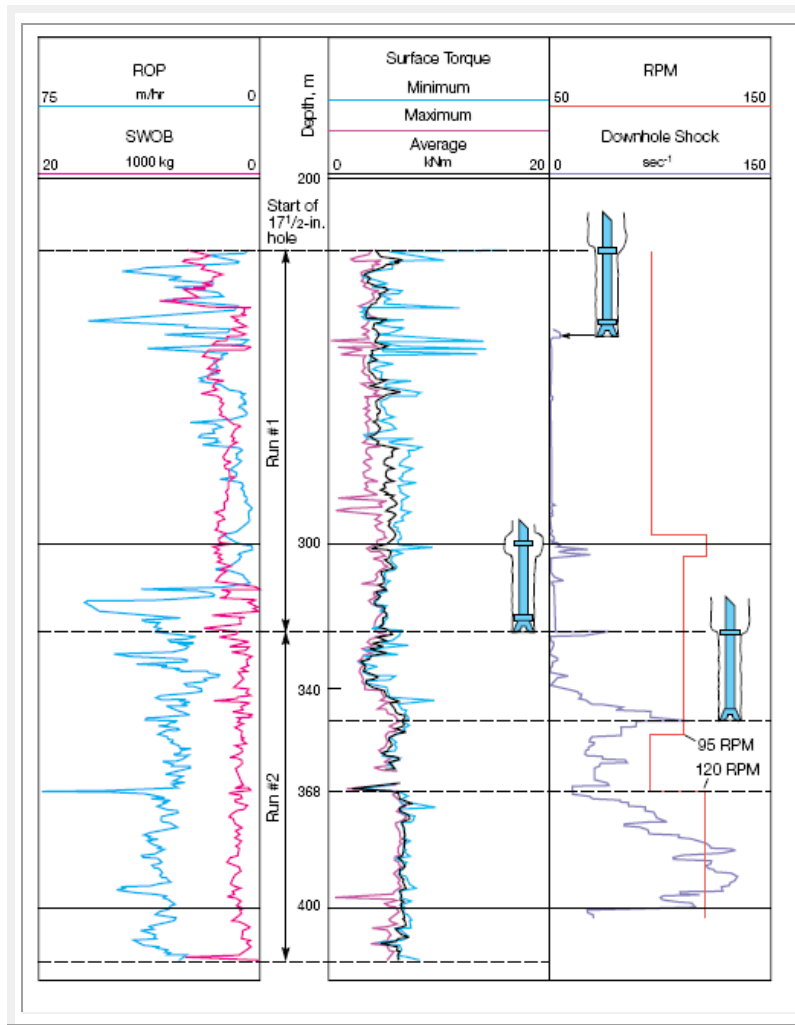 ROP
m/hr
75 0
SWOB
1000 kg
20 0
Depth, m
Surface Torque
Minimum
Maximum
Average
kNm
0 20
RPM
50 150
Downhole Shock
sec-1
0 150
200
Start of
17 1/2-in.
hole
Run #1
300
340
Run #2
95 RPM
120 RPM
368
400